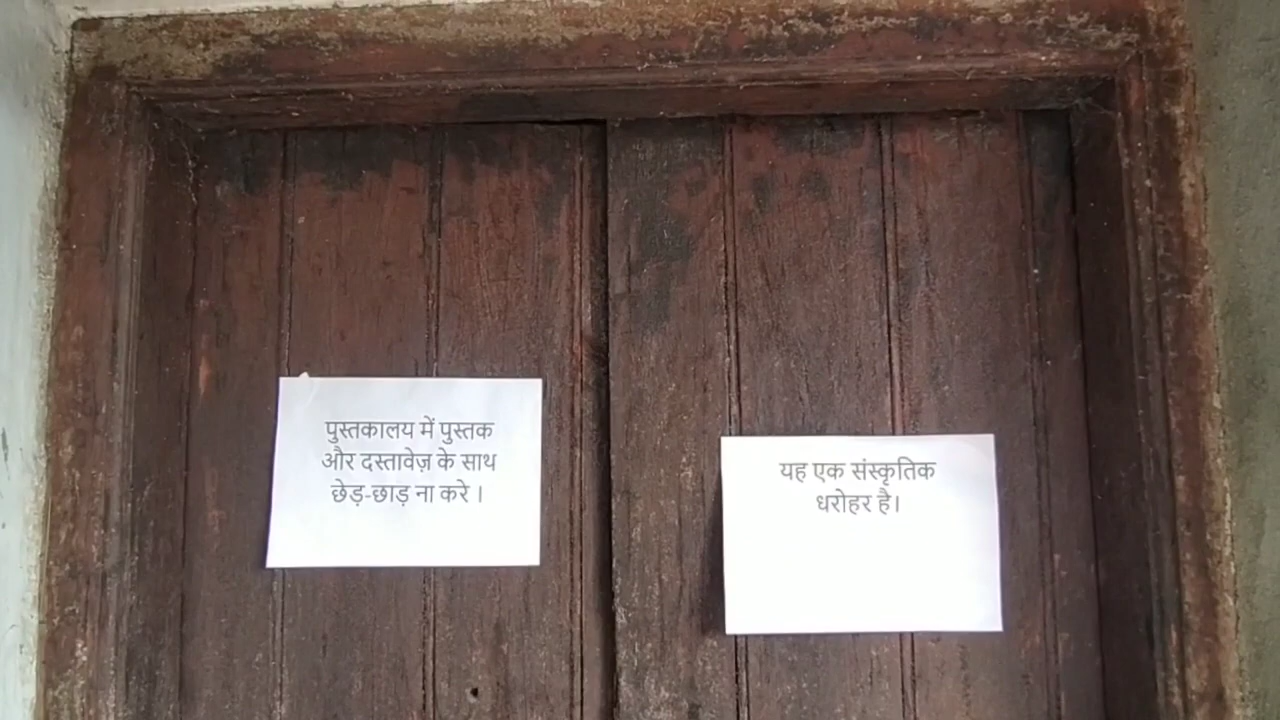 पुस्तकालय में पुस्तक
और दस्तावेज़ के साथ
छेड़-छाड़ ना करे ।
यह एक संस्कृतिक
धरोहर है।